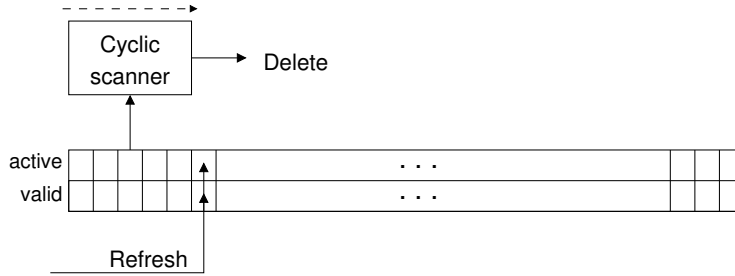 Cyclic
scanner
Delete
active
. . .
valid
. . .
Refresh